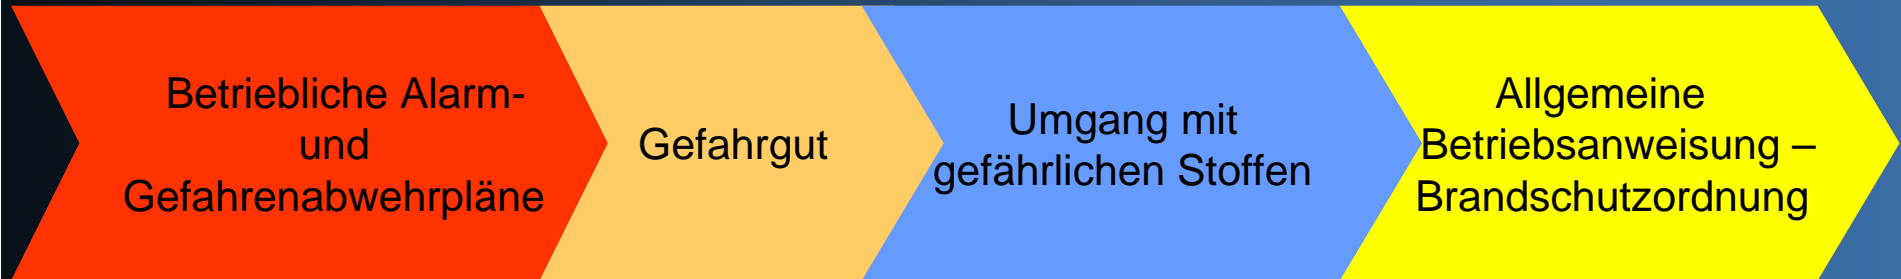 Betriebliche Alarm-
und
Gefahrenabwehrpläne
Gefahrgut
Umgang mit
gefährlichen Stoffen
Allgemeine
Betriebsanweisung –
Brandschutzordnung